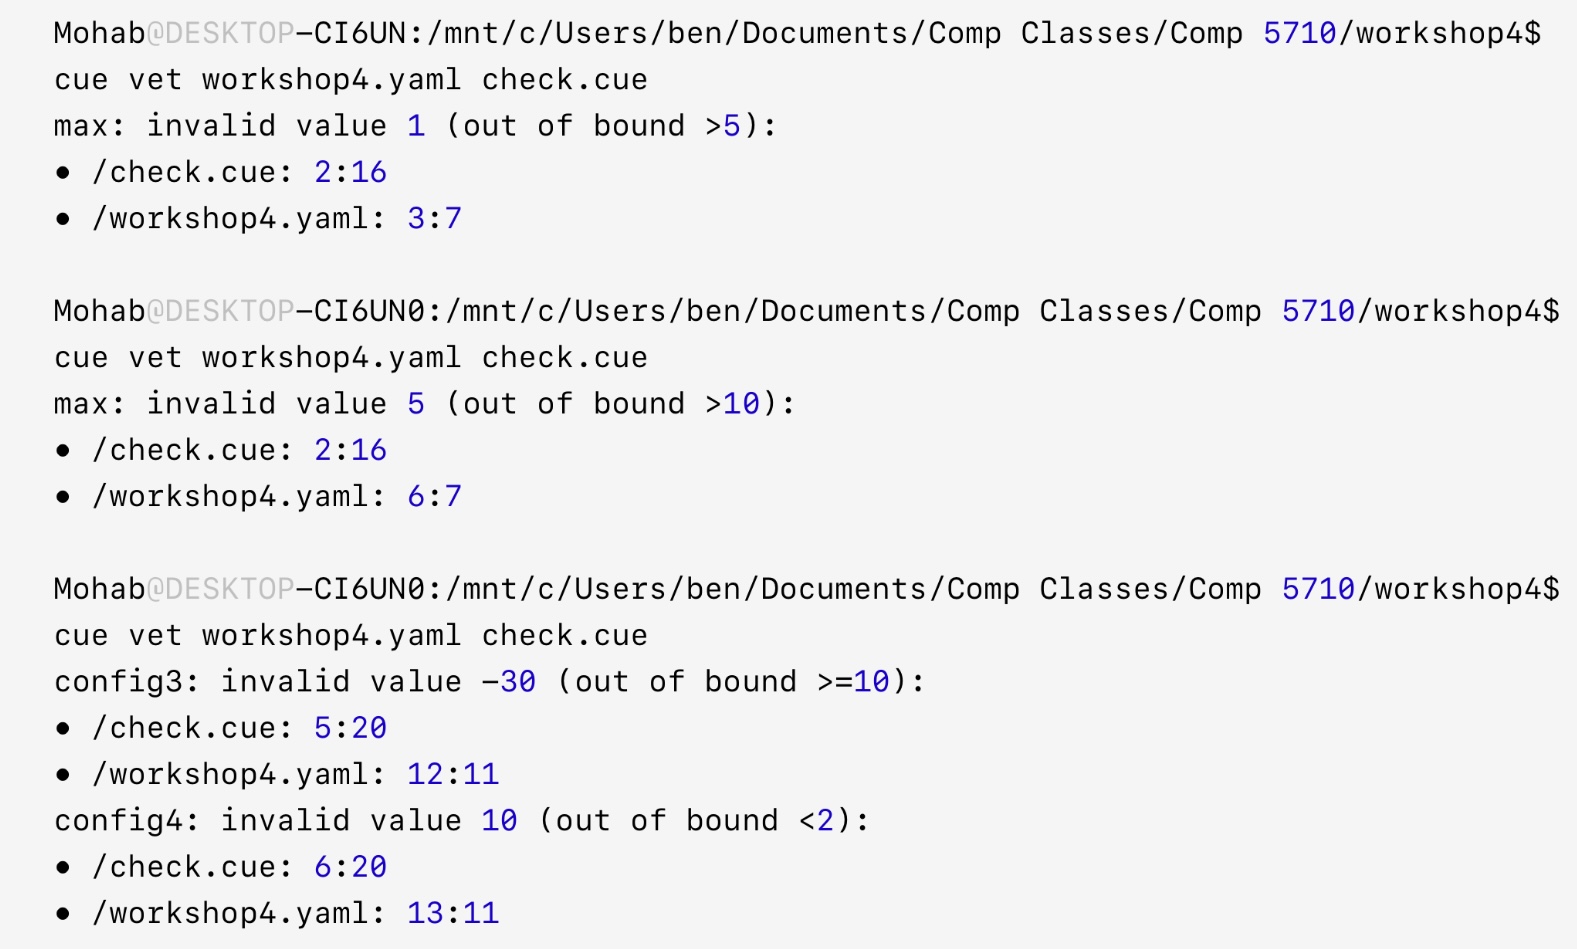 Mohab@DESKTOP-CI6UN:/mnt/c/Users/ben/Documents/Comp Classes/Comp 5710/workshop4$
cue vet workshop4.yaml check.cue
max: invalid value 1 (out of bound >5):
• /check.cue: 2:16
• /workshop4.yaml: 3:7
Mohab@DESKTOP-CI6UN0:/mnt/c/Users/ben/Documents/Comp Classes/Comp 5710/workshop4$
cue vet workshop4.yaml check.cue
max: invalid value 5 (out of bound >10):
• /check.cue: 2:16
• /workshop4.yaml: 6:7
Mohab@DESKTOP-CI6UN0:/mnt/c/Users/ben/Documents/Comp Classes/Comp 5710/workshop4$
cue vet workshop4.yaml check.cue
config3: invalid value -30 (out of bound >=10):
• /check.cue: 5:20
• /workshop4.yaml: 12:11
config4: invalid value 10 (out of bound <2):
• /check.cue: 6:20
• /workshop4.yaml: 13:11